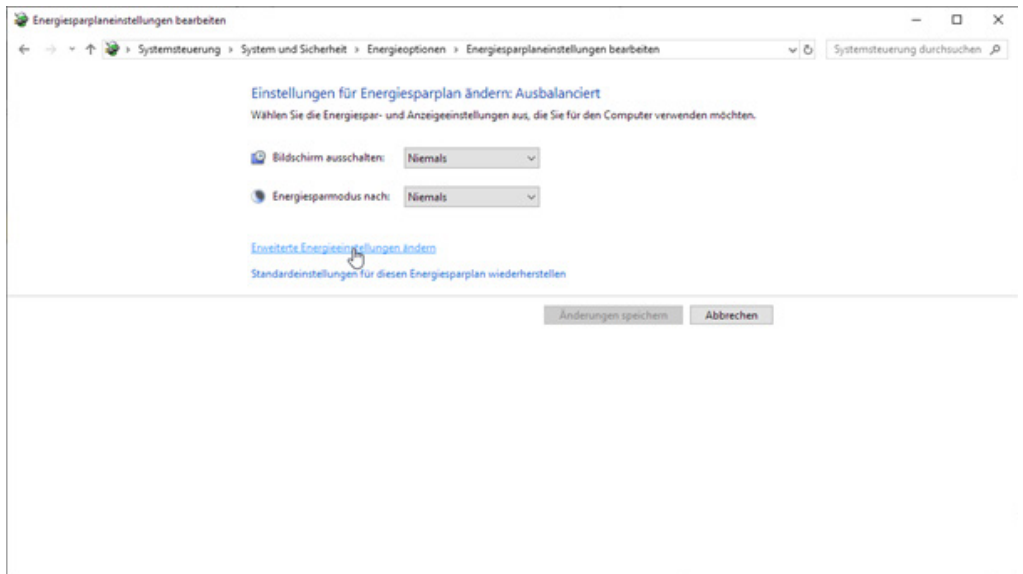 Energiesparplaneinstellungen bearbeiten
Systemsteuerung > System und Sicherheit > Energieoptionen > Energiesparplaneinstellungen bearbeiten
Systemsteuerung durchsuchen
Einstellungen für Energiesparplan ändern: Ausbalanciert
Wählen Sie die Energiespar- und Anzeigeeinstellungen aus, die Sie für den Computer verwenden möchten.
Bildschirm ausschalten: Niemals
Energiesparmodus nach: Niemals
Erweiterte Energieeinstellungen ändern
Standardeinstellungen für diesen Energiesparplan wiederherstellen
Änderungen speichern Abbrechen